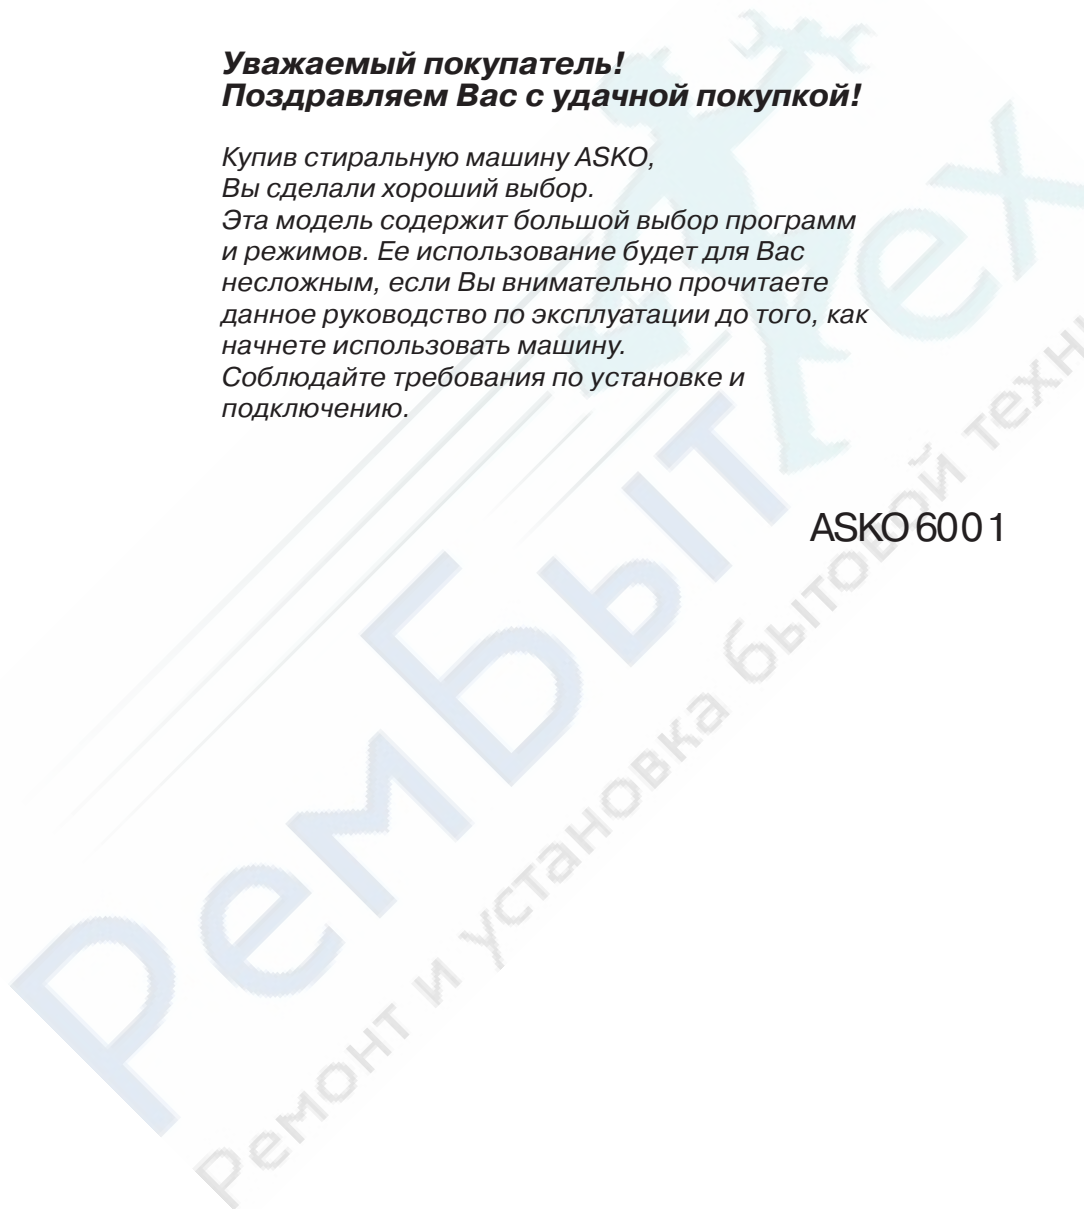 Уважаемый покупатель!
Поздравляем Вас с удачной покупкой!
Купив стиральную машину ASKO,
Вы сделали хороший выбор.
Эта модель содержит большой выбор программ
и режимов. Ее использование будет для Вас
несложным, если Вы внимательно прочитаете
данное руководство по эксплуатации до того, как
начнете использовать машину.
Соблюдайте требования по установке и
подключению.
ASKO 6001
РемБытТех
Ремонт и установка бытовой техни